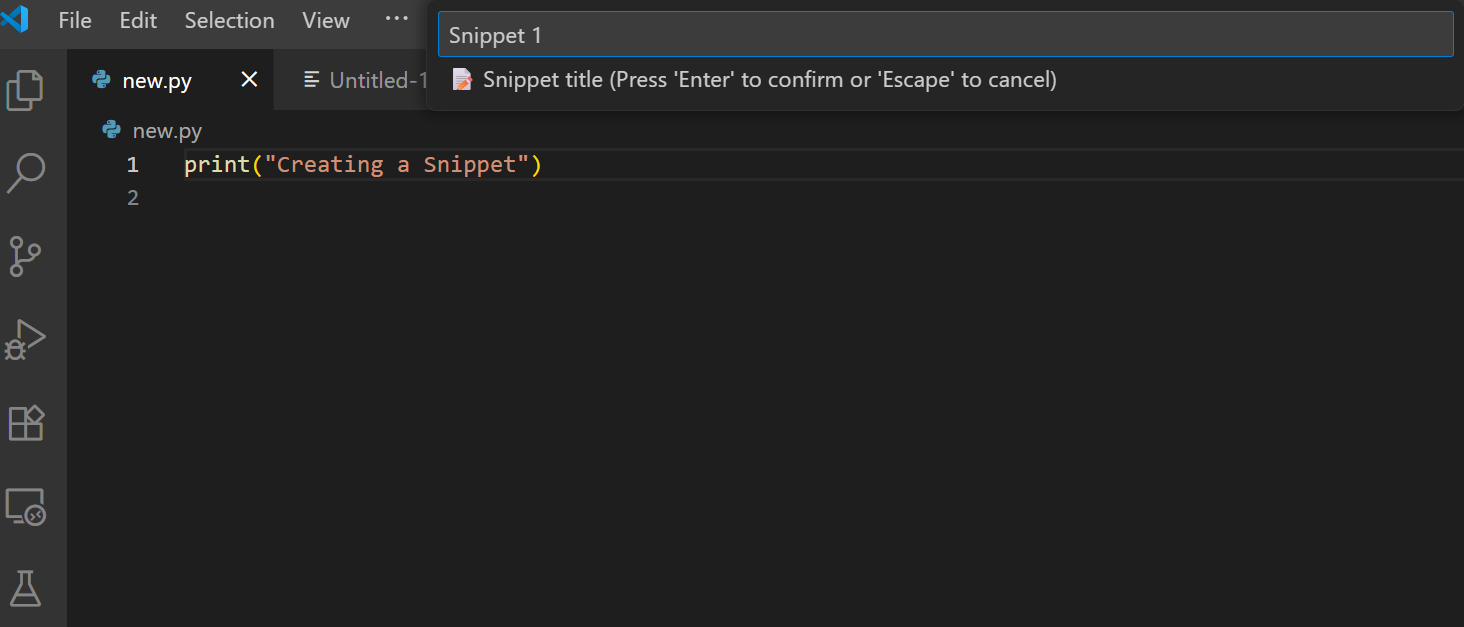 File Edit Selection View ···
Snippet 1
Snippet title (Press 'Enter' to confirm or 'Escape' to cancel)
new.py Untitled-1
new.py
1 print("Creating a Snippet")
2